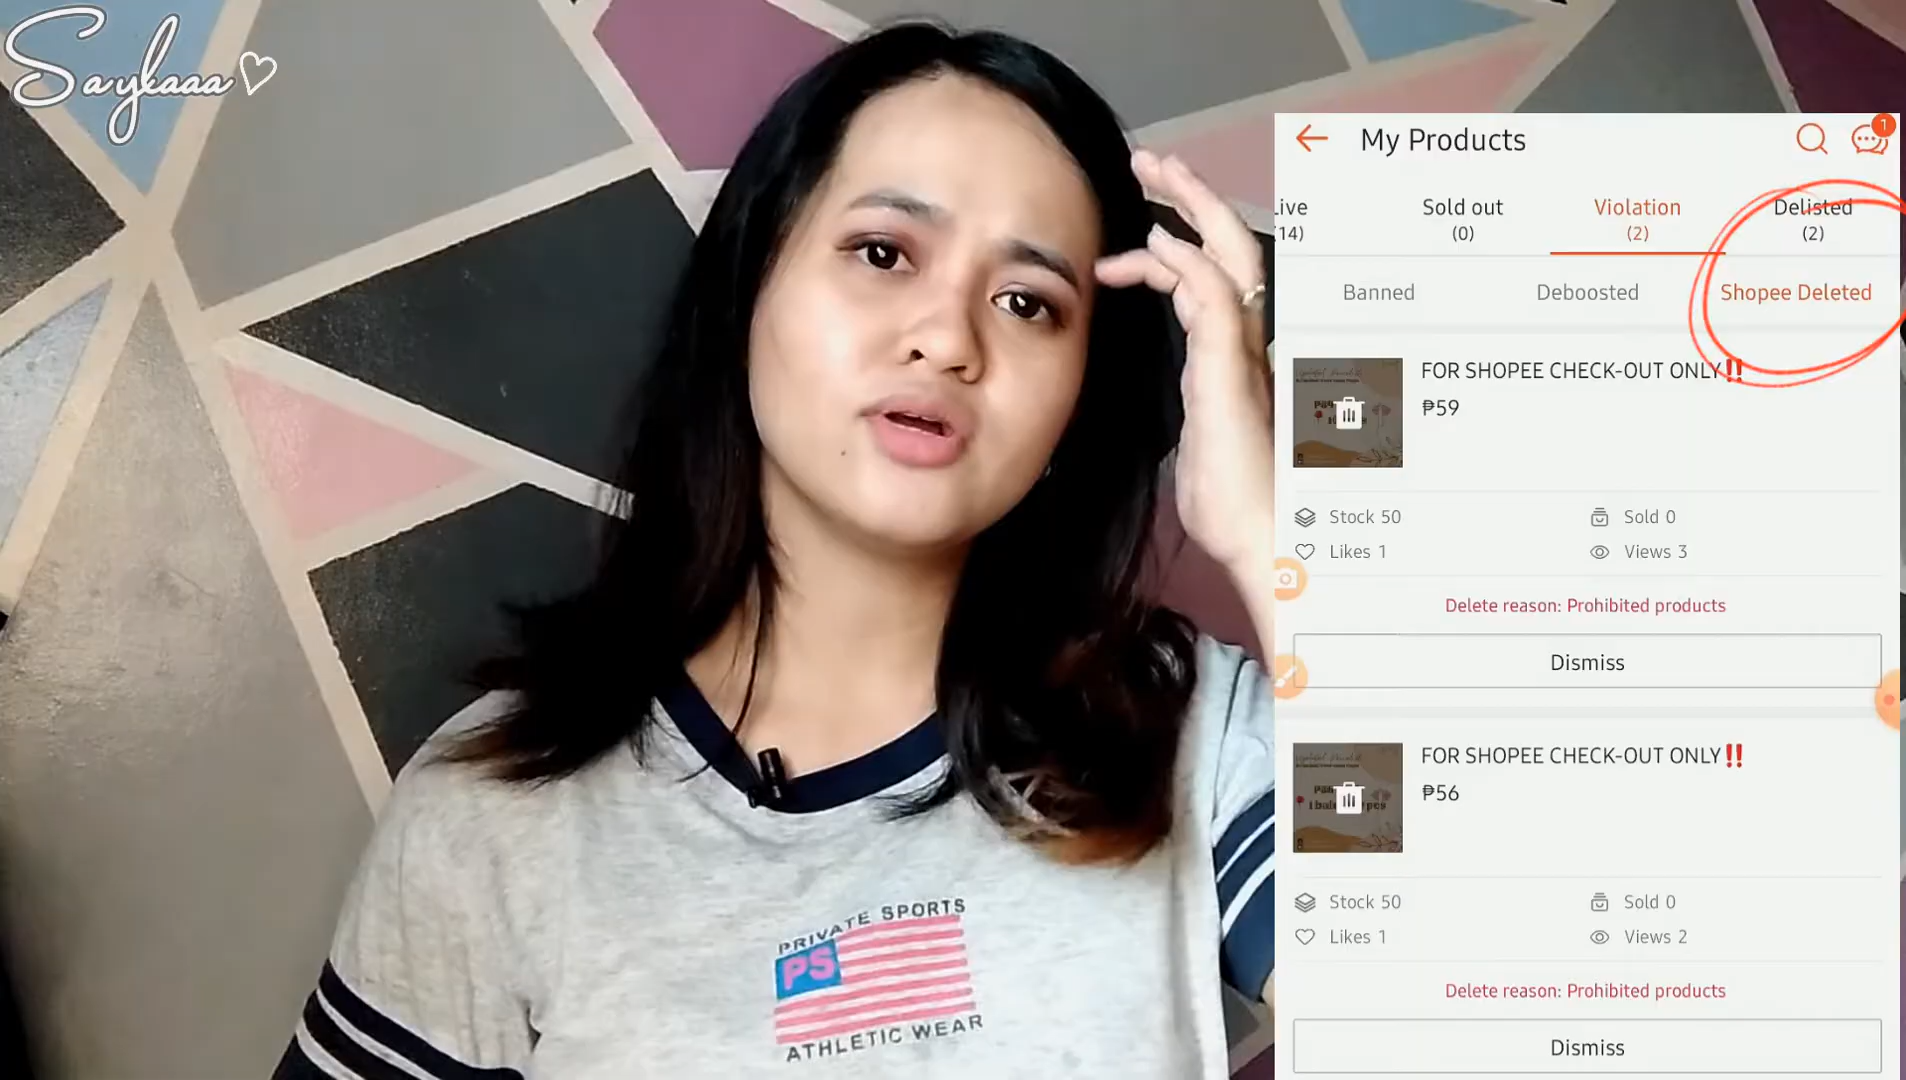 Saylaaa
My Products
1
Live
(14)
Sold out
(0)
Violation
(2)
Delisted
(2)
Banned
Deboosted
Shopee Deleted
FOR SHOPEE CHECK-OUT ONLY‼️
₱59
Stock 50
Sold 0
Likes 1
Views 3
Delete reason: Prohibited products
Dismiss
FOR SHOPEE CHECK-OUT ONLY‼️
₱56
Stock 50
Sold 0
Likes 1
Views 2
Delete reason: Prohibited products
Dismiss
PRIVATE SPORTS
PS
ATHLETIC WEAR